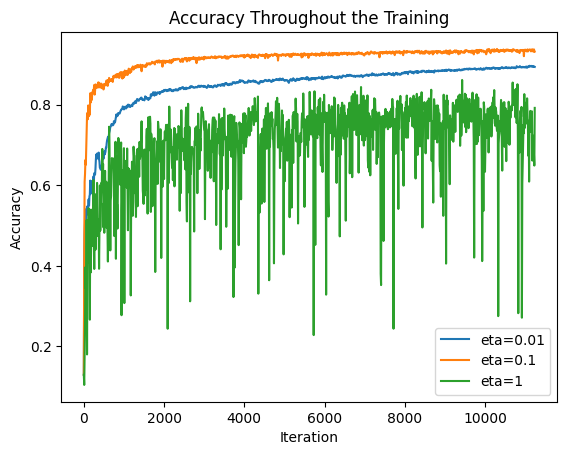 Accuracy Throughout the Training
Accuracy
0.8
0.6
0.4
0.2
0
2000
4000
6000
8000
10000
Iteration
eta=0.01
eta=0.1
eta=1